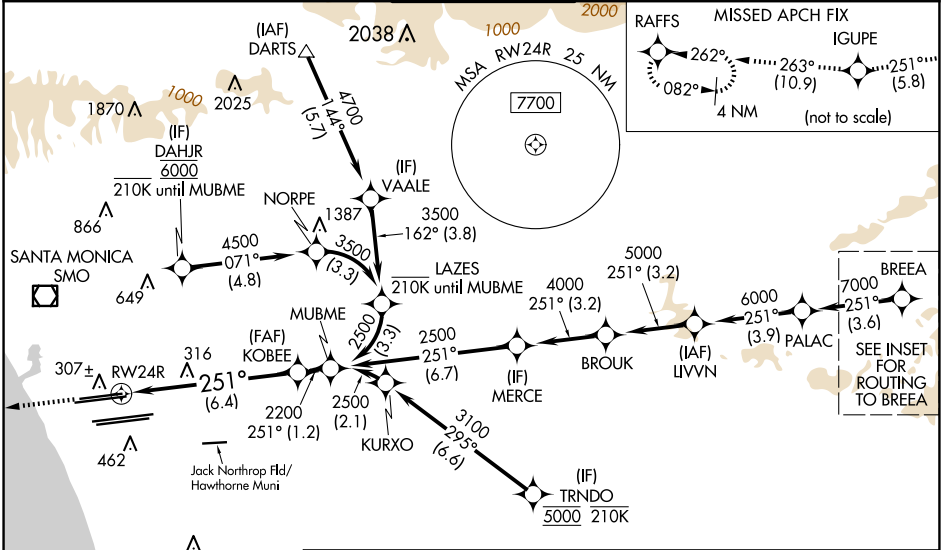 (IAF)
DARTS
2038
1000
2000
MISSED APCH FIX
RAFFS
262°
082°
4 NM
263°
(10.9)
IGUPE
251°
(5.8)
(not to scale)
MSA RW24R 25 NM
7700
1870
1000
2025
4700
144°
(5.7)
(IF)
DAHJR
6000
210K until MUBME
(IF)
VAALE
NORPE
1387
3500
162° (3.8)
866
SANTA MONICA
SMO
649
4500
071°
(4.8)
3500
(3.3)
LAZES
210K until MUBME
5000
251° (3.2)
4000
251° (3.2)
BREEA
7000
251°
(3.6)
6000
251°
(3.9)
PALAC
MUBME
2500
(3.3)
2500
251°
(6.7)
BROUK
(IAF)
LIVVN
SEE INSET
FOR
ROUTING
TO BREEA
(FAF)
KOBEE
307±
RW24R
316
251°
(6.4)
(IF)
MERCE
2200
251° (1.2)
2500
(2.1)
KURXO
3100
295°
(6.6)
462
Jack Northrop Fld/
Hawthorne Muni
(IF)
TRNDO
5000 210K